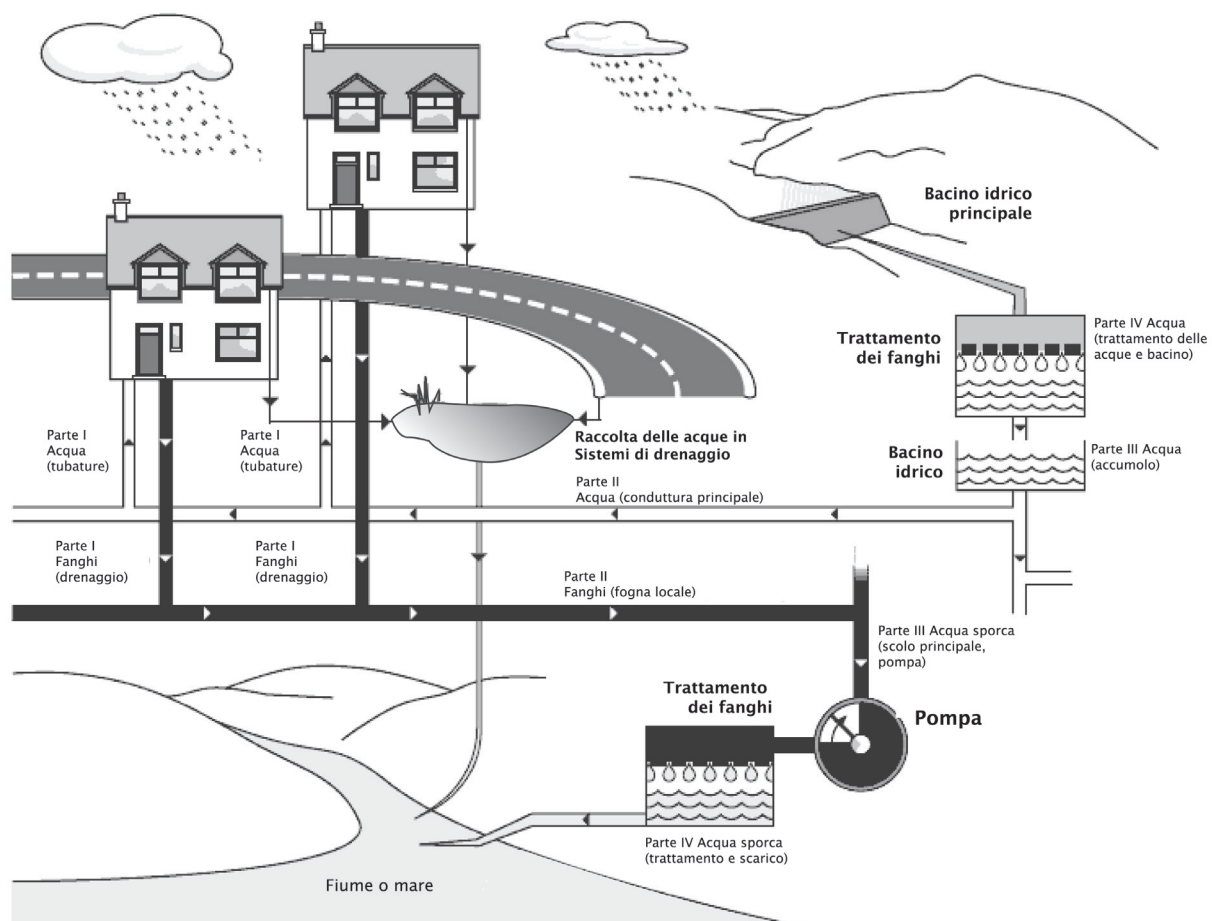 Bacino idrico
principale
Trattamento
dei fanghi
Parte IV Acqua
(trattamento delle
acque e bacino)
Parte I
Acqua
(tubature)
Parte I
Acqua
(tubature)
Raccolta delle acque in
Sistemi di drenaggio
Bacino
idrico
Parte III Acqua
(accumolo)
Parte II
Acqua (conduttura principale)
Parte I
Fanghi
(drenaggio)
Parte I
Fanghi
(drenaggio)
Parte II
Fanghi (fogna locale)
Parte III Acqua sporca
(scolo principale,
pompa)
Trattamento
dei fanghi
Pompa
Parte IV Acqua sporca
(trattamento e scarico)
Fiume o mare